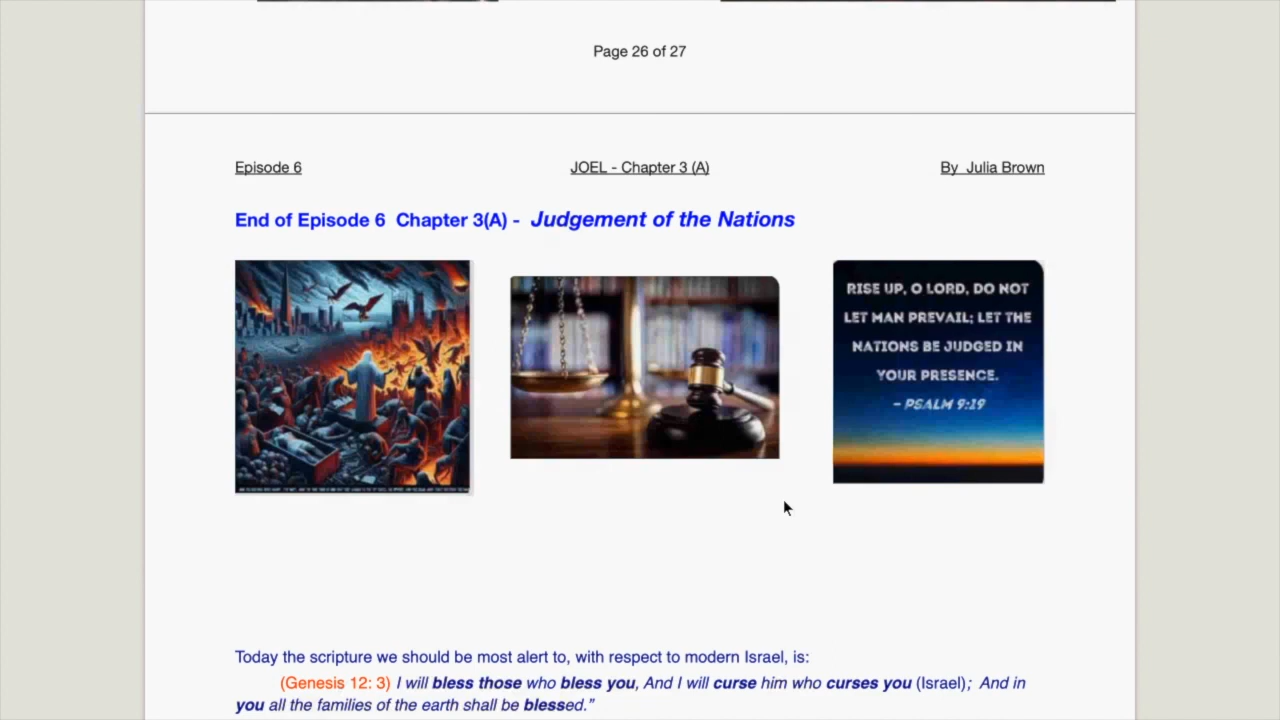 Page 26 of 27
Episode 6 JOEL - Chapter 3 (A) By Julia Brown
End of Episode 6 Chapter 3(A) - Judgement of the Nations
RISE UP, O LORD, DO NOT
LET MAN PREVAIL; LET THE
NATIONS BE JUDGED IN
YOUR PRESENCE.
– PSALM 9:19
Today the scripture we should be most alert to, with respect to modern Israel, is:
(Genesis 12: 3) I will bless those who bless you, And I will curse him who curses you (Israel); And in
you all the families of the earth shall be blessed.”